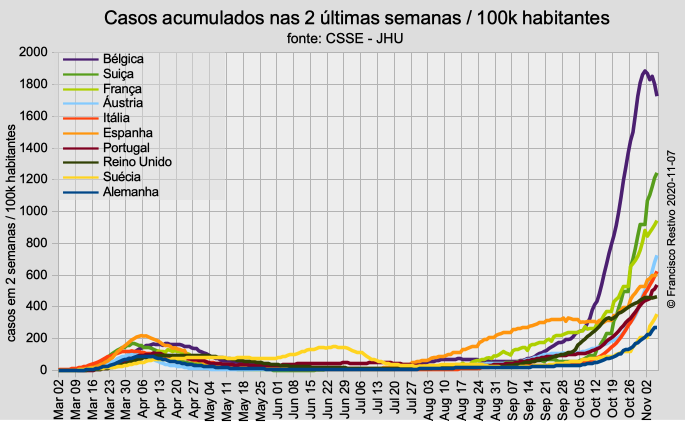 Casos acumulados nas 2 últimas semanas / 100k habitantes
fonte: CSSE - JHU
casos em 2 semanas / 100k habitantes
2000
1800
1600
1400
1200
1000
800
600
400
200
0
Bélgica
Suiça
França
Áustria
Itália
Espanha
Portugal
Reino Unido
Suécia
Alemanha
Mar 02
Mar 09
Mar 16
Mar 23
Mar 30
Apr 06
Apr 13
Apr 20
Apr 27
May 04
May 11
May 18
May 25
Jun 01
Jun 08
Jun 15
Jun 22
Jun 29
Jul 06
Jul 13
Jul 20
Jul 27
Aug 03
Aug 10
Aug 17
Aug 24
Aug 31
Sep 07
Sep 14
Sep 21
Sep 28
Oct 05
Oct 12
Oct 19
Oct 26
Nov 02
© Francisco Restivo 2020-11-07